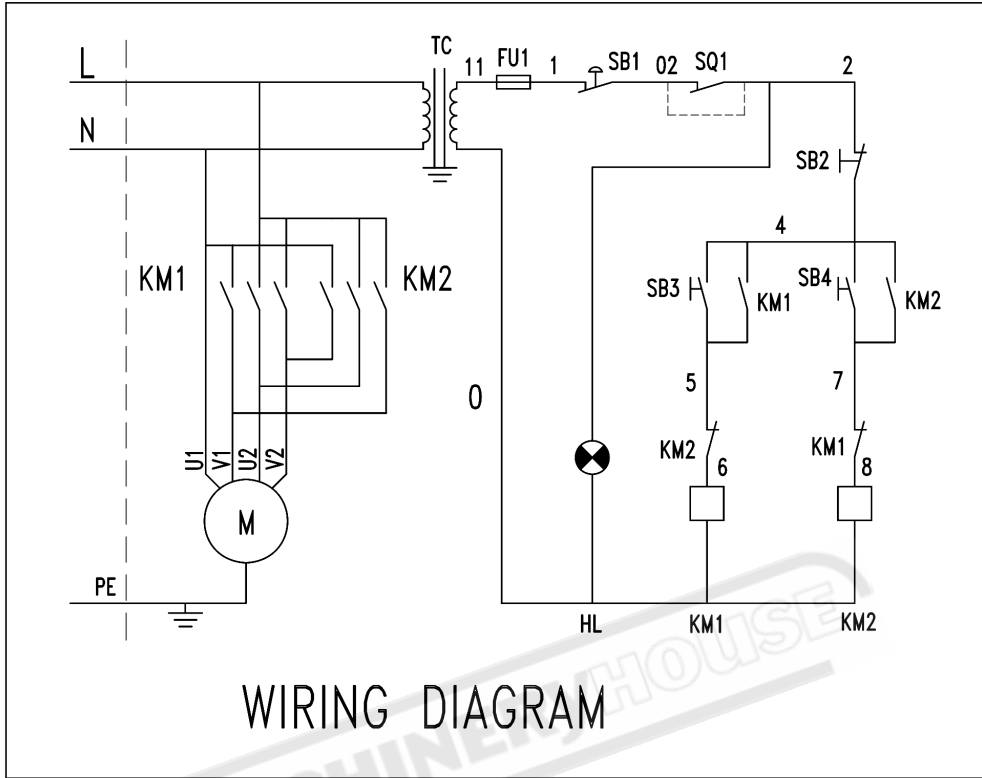 L
N
TC
11
FU1
1
SB1
02
SQ1
2
SB2
4
KM1
KM2
SB3
KM1
SB4
KM2
0
5
7
U1
V1
U2
V2
KM2
KM1
6
8
M
PE
HL
KM1
KM2
WIRING DIAGRAM
MACHINERYHOUSE